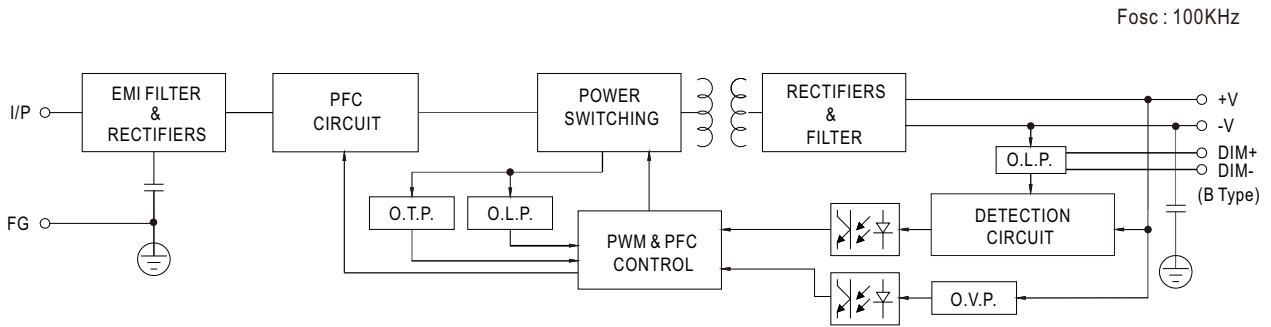 Fosc : 100KHz
I/P
EMI FILTER
&
RECTIFIERS
PFC
CIRCUIT
POWER
SWITCHING
RECTIFIERS
&
FILTER
+V
-V
DIM+
DIM-
(B Type)
O.L.P.
FG
O.T.P.
O.L.P.
PWM & PFC
CONTROL
DETECTION
CIRCUIT
O.V.P.